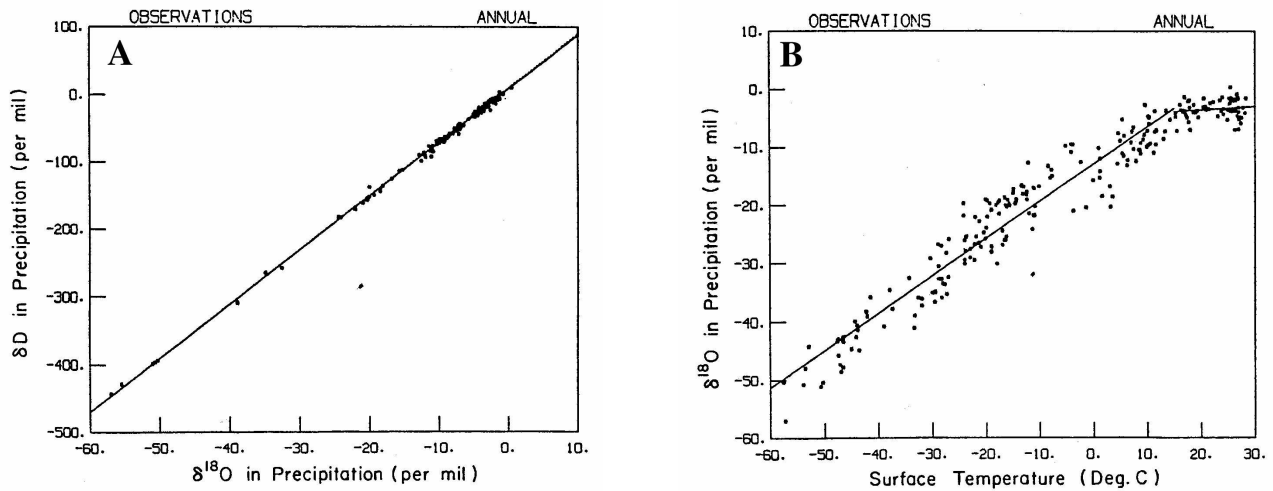 OBSERVATIONS ANNUAL
A
100.
0.
-100.
-200.
-300.
-400.
-500.
δD in Precipitation (per mil)
-60. -50. -40. -30. -20. -10. 0. 10.
δ¹⁸O in Precipitation (per mil)
OBSERVATIONS ANNUAL
B
10.
0.
-10.
-20.
-30.
-40.
-50.
-60.
δ¹⁸O in Precipitation (per mil)
-60. -50. -40. -30. -20. -10. 0. 10. 20. 30.
Surface Temperature (Deg. C)